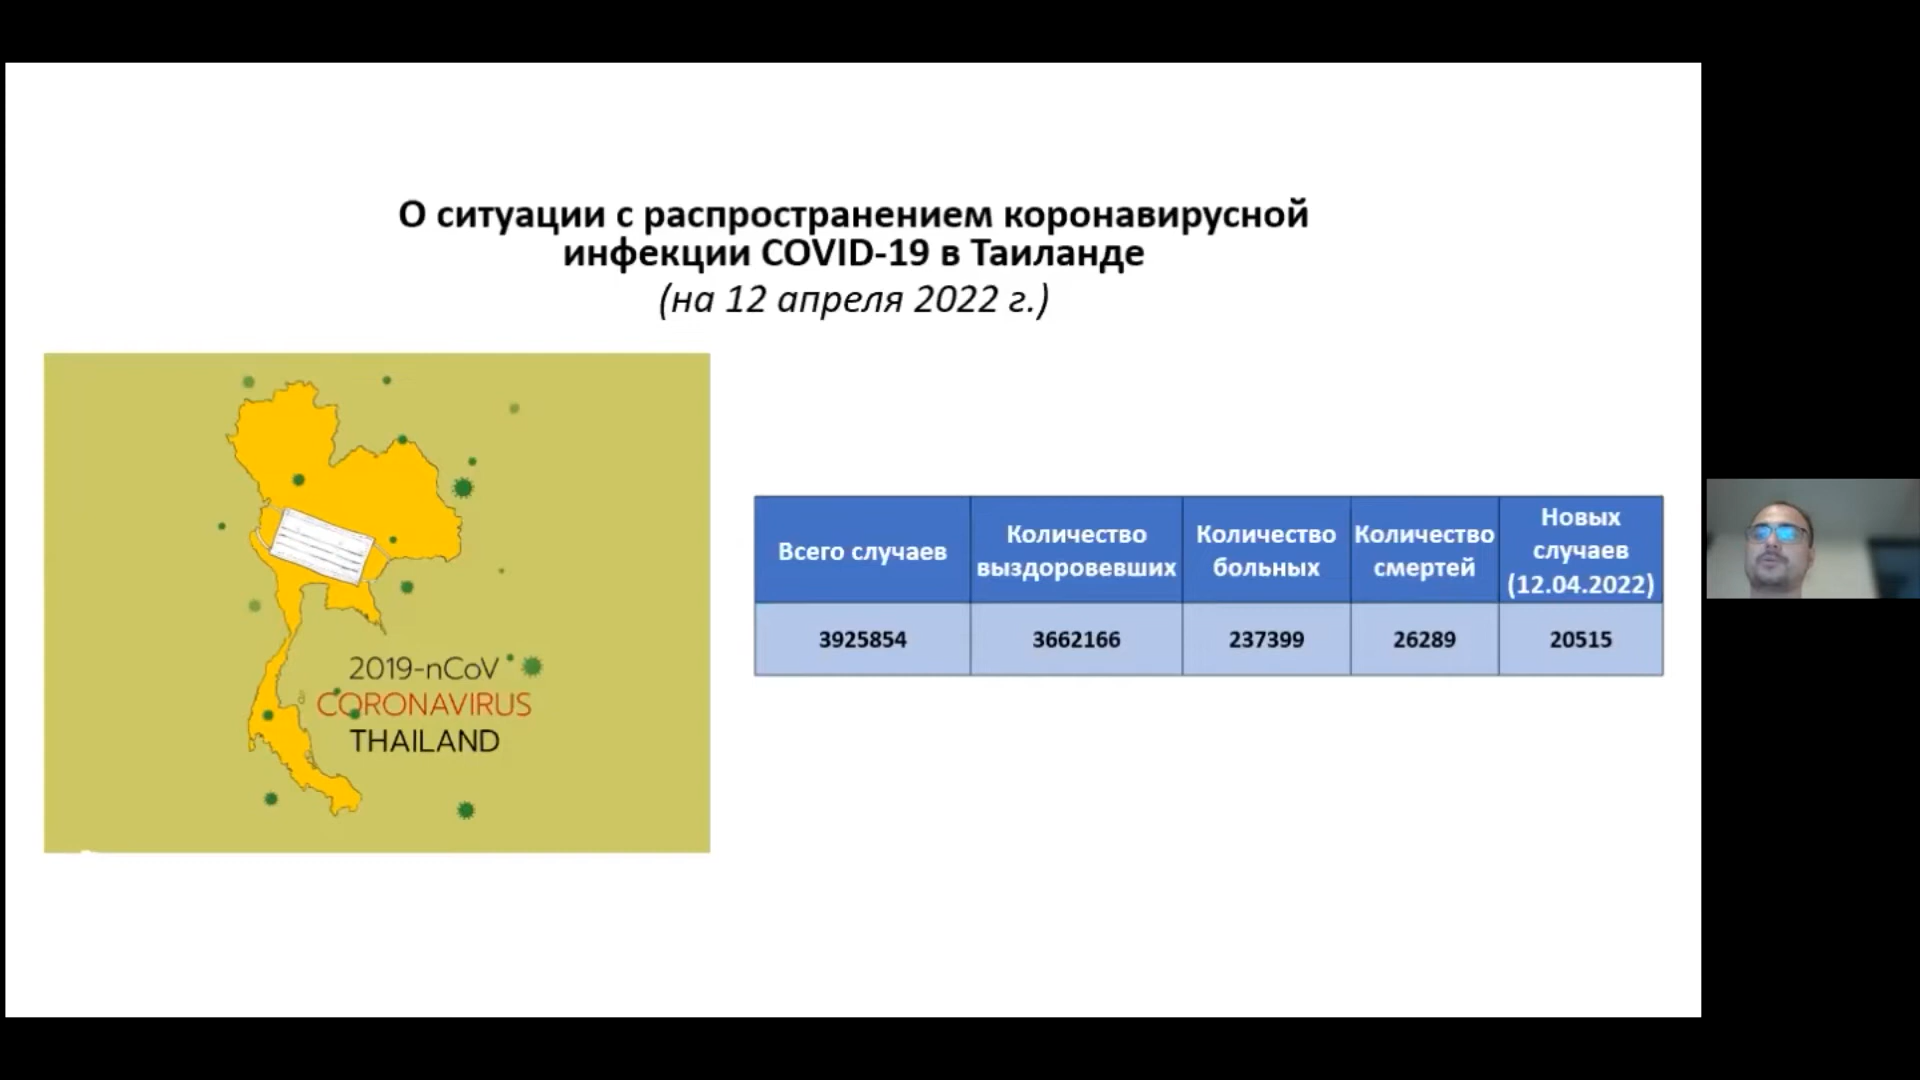 О ситуации с распространением коронавирусной
инфекции COVID-19 в Таиланде
(на 12 апреля 2022 г.)
2019-nCoV
CORONAVIRUS
THAILAND
Всего случаев
Количество
выздоровевших
Количество
больных
Количество
смертей
Новых
случаев
(12.04.2022)
3925854
3662166
237399
26289
20515